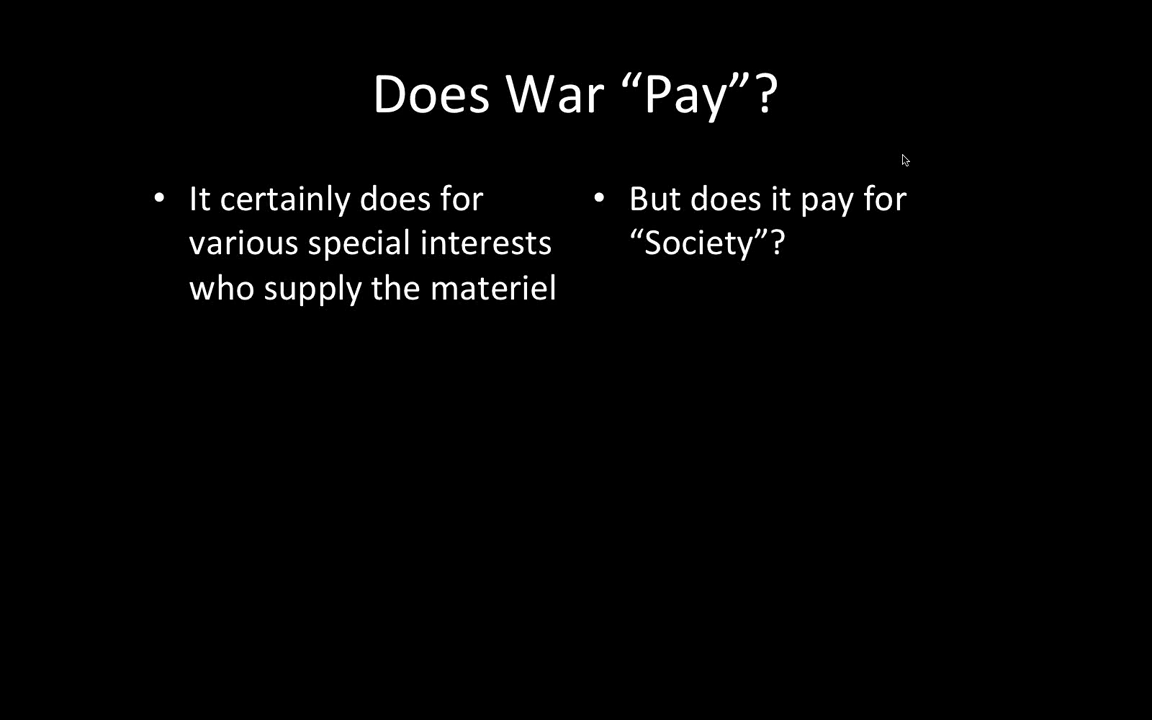 Does War “Pay”?
• It certainly does for
various special interests
who supply the materiel
• But does it pay for
“Society”?